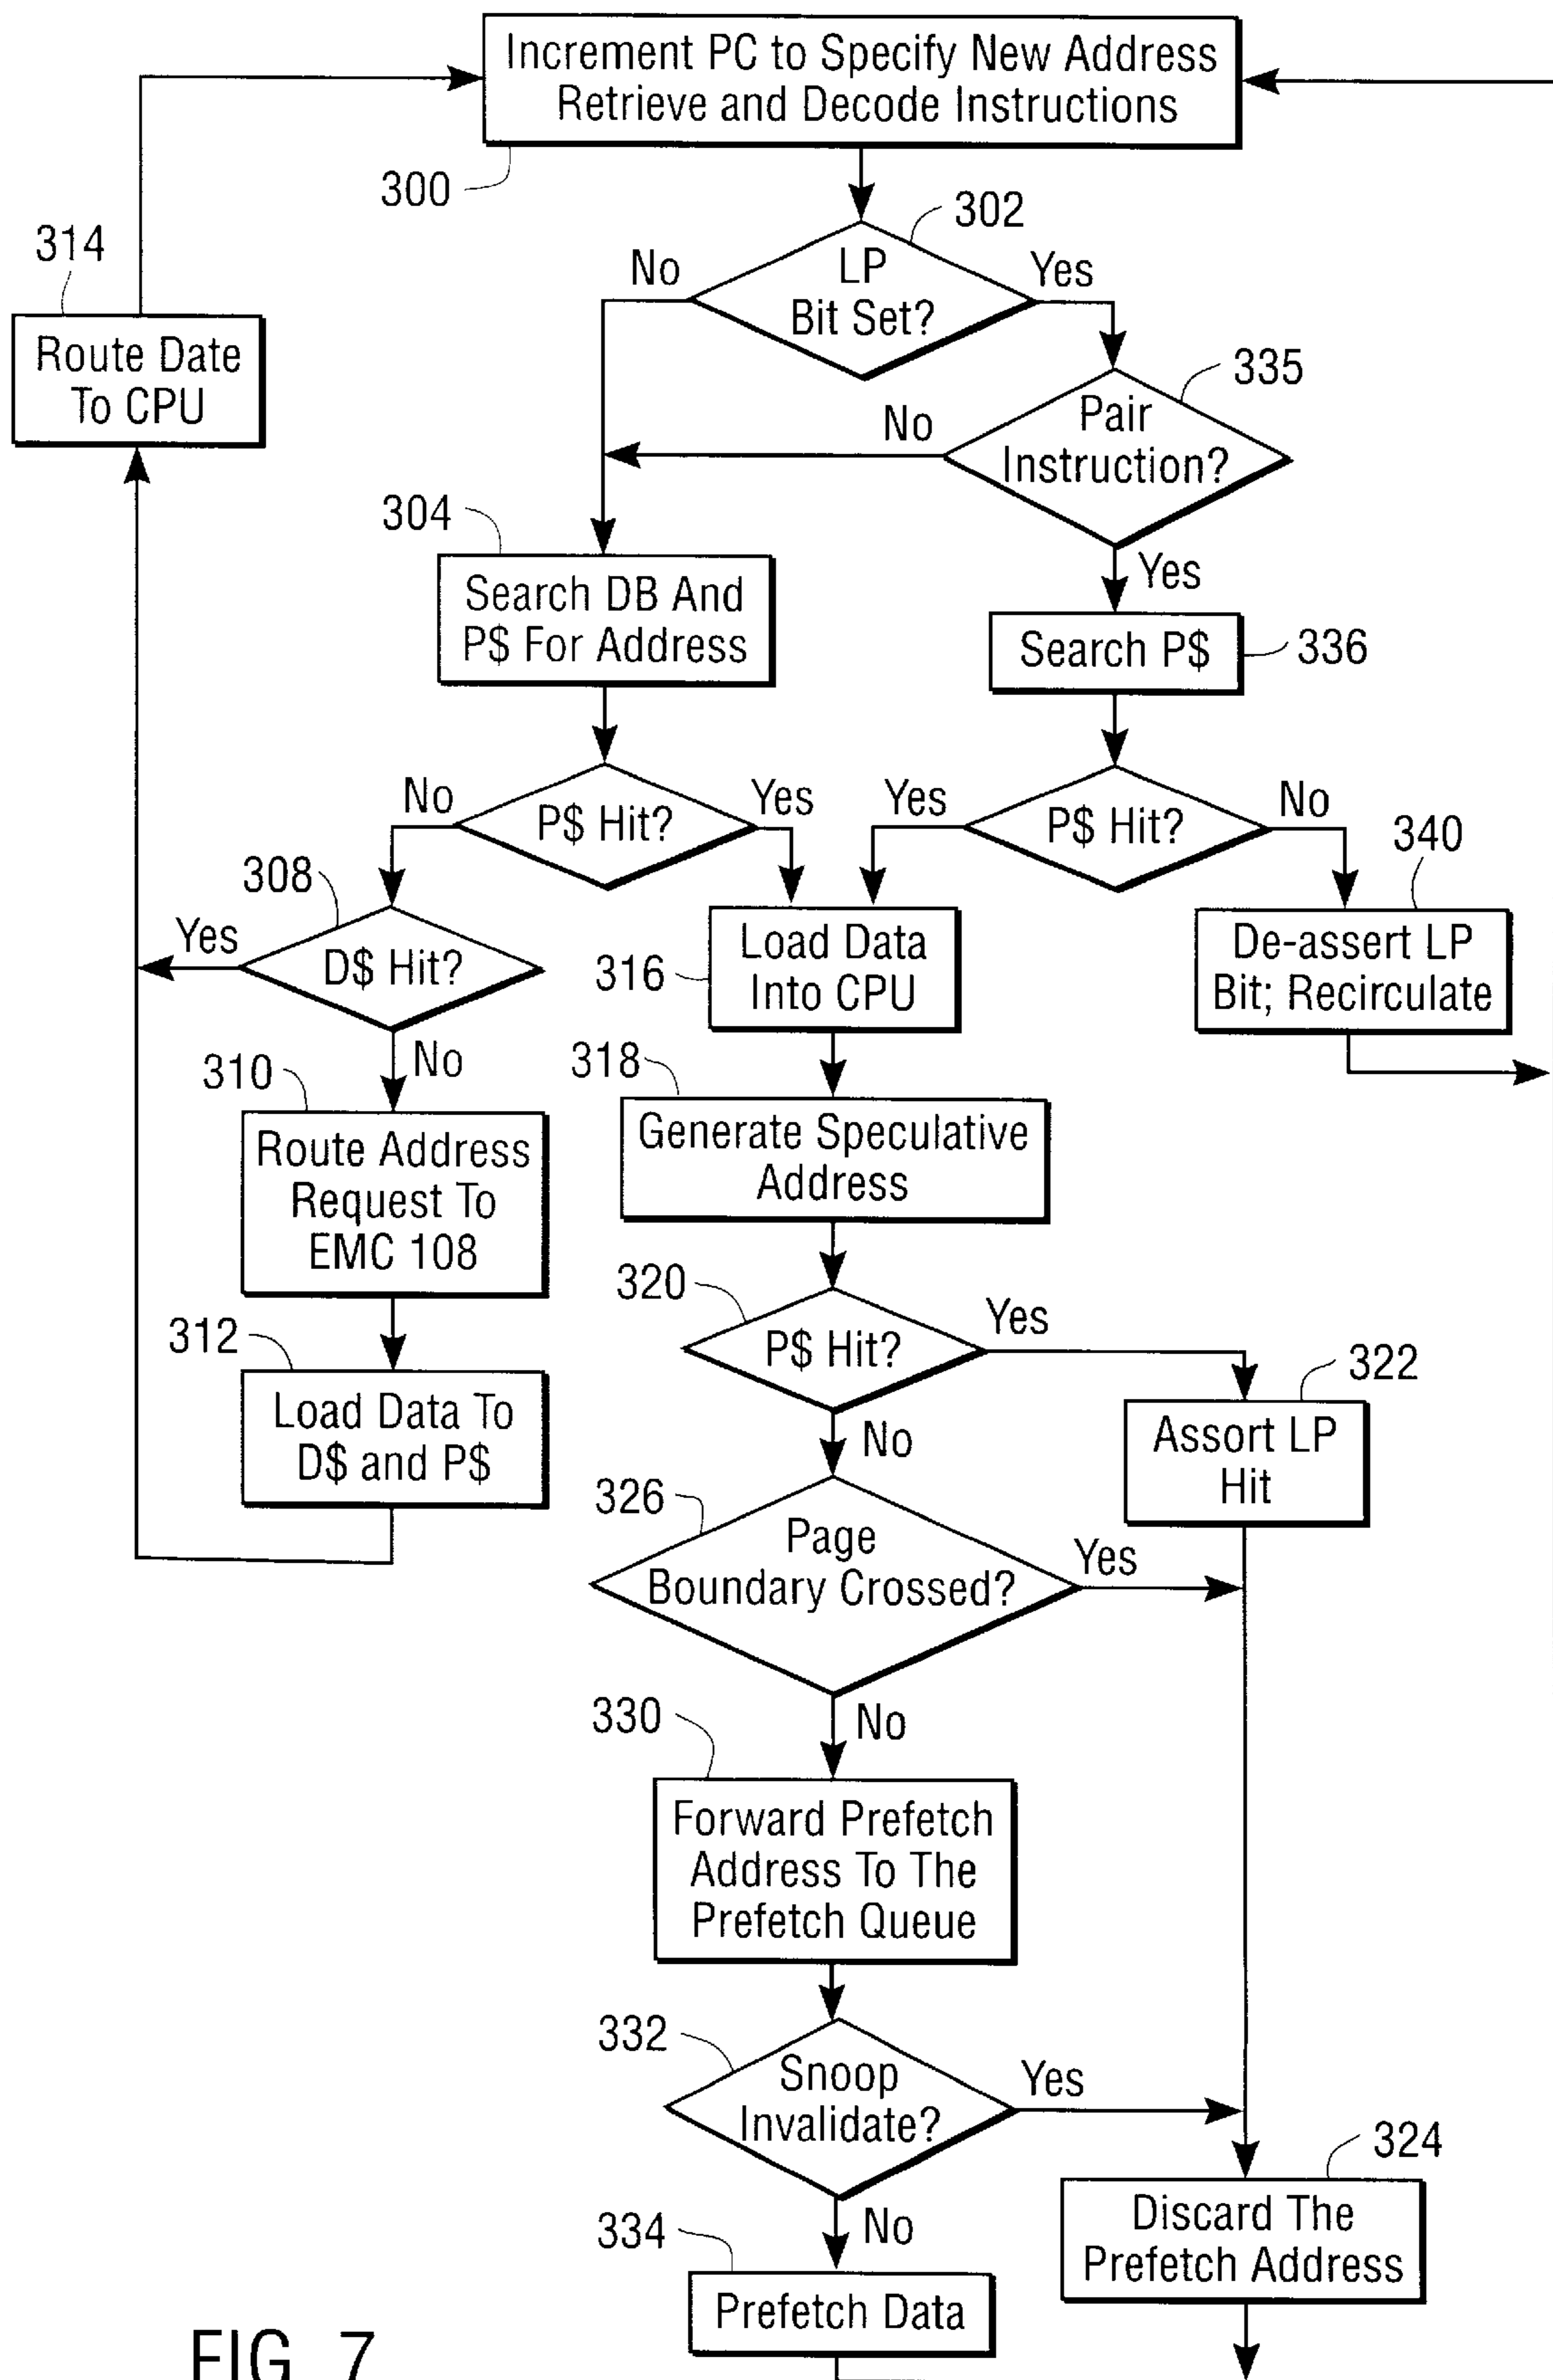 Increment PC to Specify New Address
Retrieve and Decode Instructions
300
302
LP
Bit Set?
No
Yes
314
Route Date
To CPU
335
Pair
Instruction?
No
Yes
304
Search DB And
P$ For Address
Search P$
336
No
P$ Hit?
Yes
Yes
P$ Hit?
No
308
Yes
D$ Hit?
No
316
Load Data
Into CPU
340
De-assert LP
Bit; Recirculate
310
Route Address
Request To
EMC 108
318
Generate Speculative
Address
312
Load Data To
D$ and P$
320
P$ Hit?
Yes
No
322
Assort LP
Hit
326
Page
Boundary Crossed?
Yes
No
330
Forward Prefetch
Address To The
Prefetch Queue
332
Snoop
Invalidate?
Yes
No
324
Discard The
Prefetch Address
334
Prefetch Data
FIG. 7